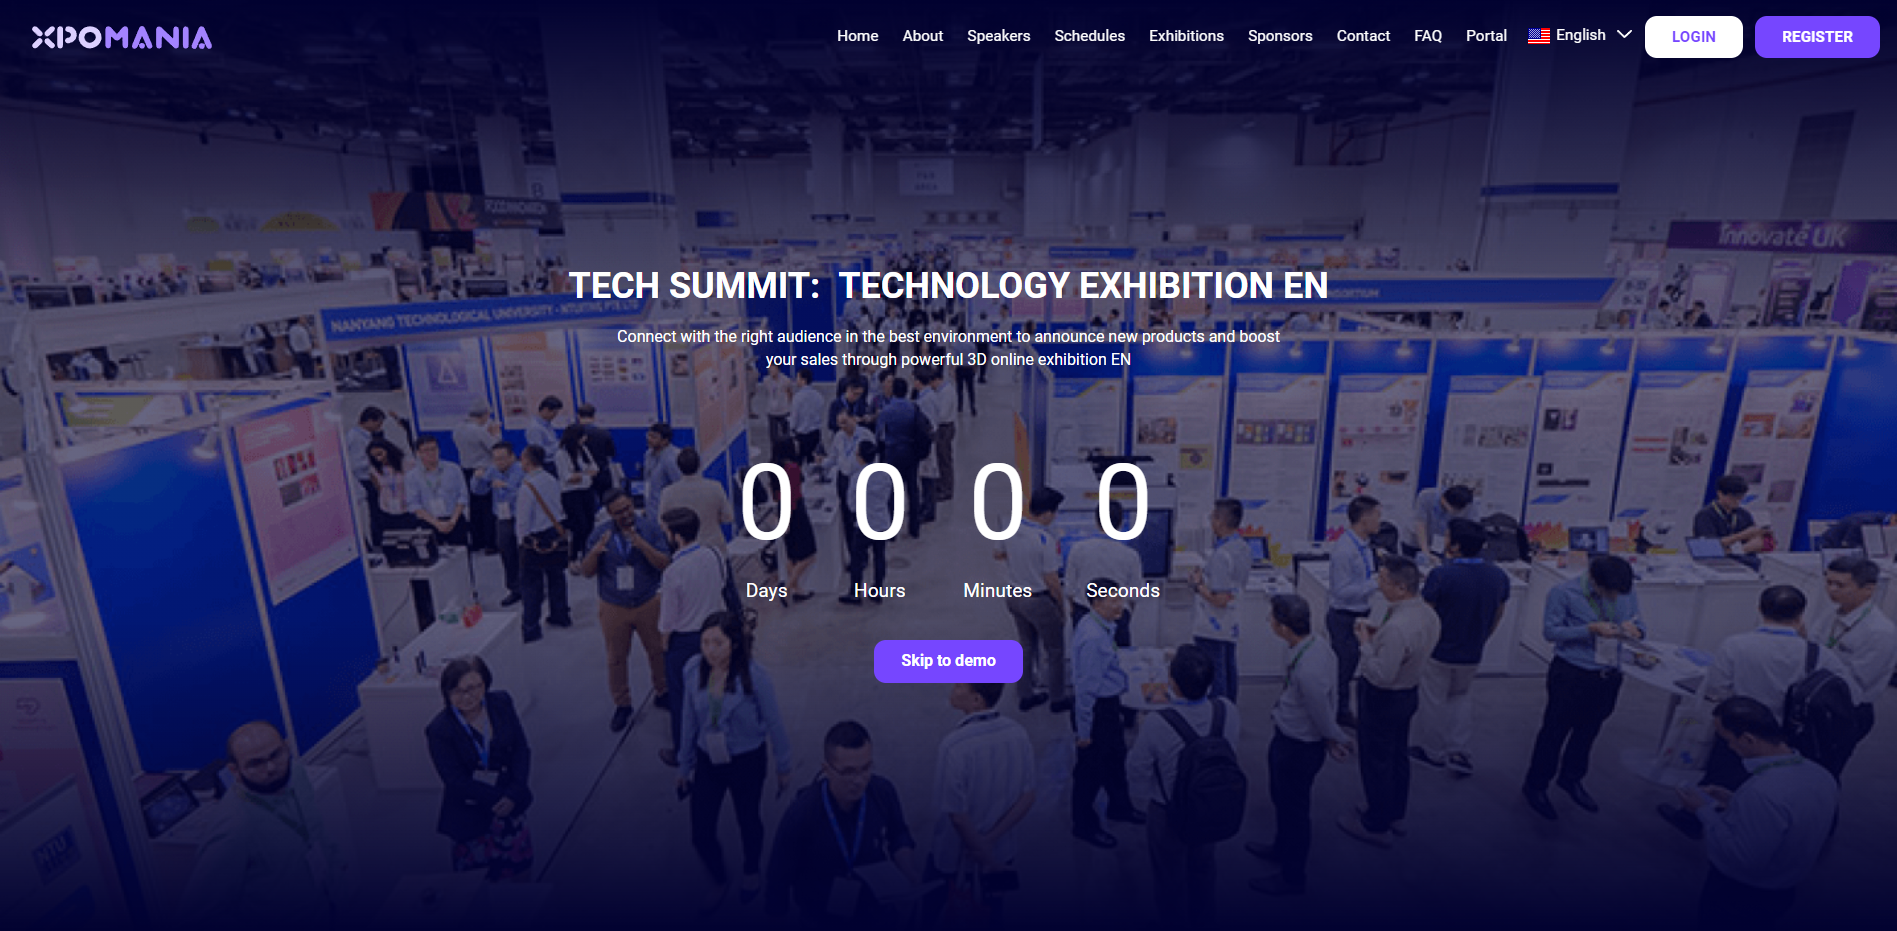 XPOMANIA
Home About Speakers Schedules Exhibitions Sponsors Contact FAQ Portal English LOGIN REGISTER
Innovate UK
TECH SUMMIT: TECHNOLOGY EXHIBITION EN
NANYANG TECHNOLOGICAL UNIVERSITY
Connect with the right audience in the best environment to announce new products and boost
your sales through powerful 3D online exhibition EN
0 0 0 0
Days Hours Minutes Seconds
Skip to demo
NTU